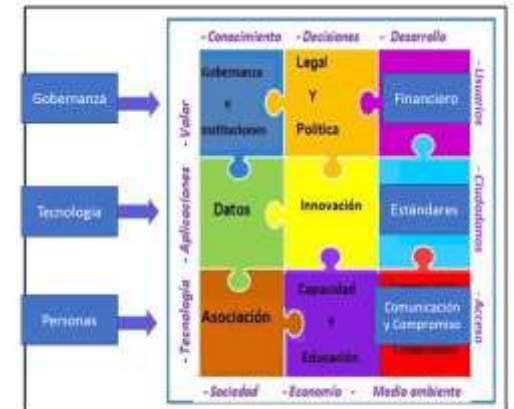 - Conocimiento - Decisiones - Desarrollo
Gobernanza
- Valor
Gobernanza
e
Instituciones
Legal
Y
Política
Financiero
- Usuarios
Tecnología
- Aplicaciones
Datos
Innovación
Estándares
- Ciudadanos
Personas
- Tecnología
Asociación
Capacidad
Y
Educación
Comunicación
y Compromiso
- Acceso
- Sociedad - Economía - Medio ambiente